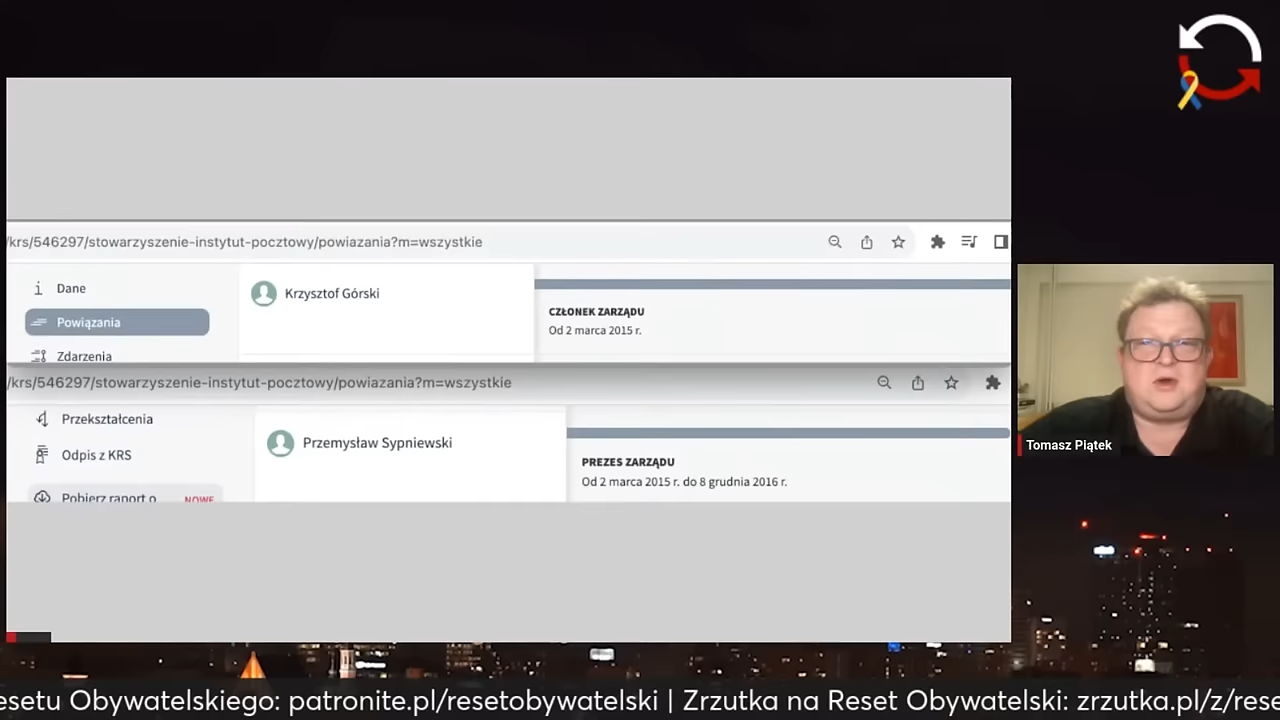 /krs/546297/stowarzyszenie-instytut-pocztowy/powiazania?m=wszystkie
Dane
Krzysztof Górski
Powiązania
CZŁONEK ZARZĄDU
Od 2 marca 2015 r.
Zdarzenia
/krs/546297/stowarzyszenie-instytut-pocztowy/powiazania?m=wszystkie
Przekształcenia
Przemysław Sypniewski
Odpis z KRS
PREZES ZARZĄDU
Od 2 marca 2015 r. do 8 grudnia 2016 r.
Pobierz raport o NOWE
Tomasz Piątek
esetu Obywatelskiego: patronite.pl/resetobywatelski | Zrzutka na Reset Obywatelski: zrzutka.pl/z/rese